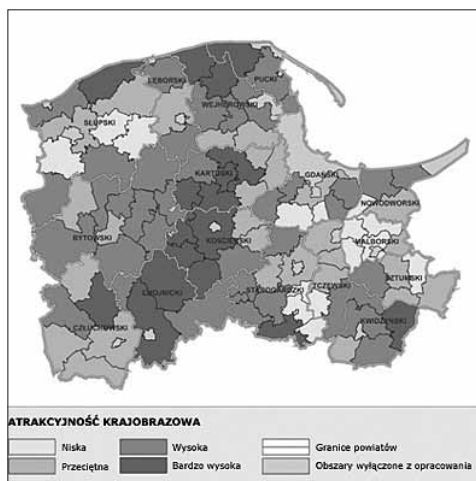 LĘBORSKI
PUCKI
WEJHEROWSKI
SŁUPSKI
KARTUSKI
GDAŃSKI
NOWODWORSKI
MALBORSKI
BYTOWSKI
KOŚCIERSKI
SZTUMSKI
CHOJNICKI
STAROGARDZKI
TCZEWSKI
KWIDZYŃSKI
CZŁUCHOWSKI
ATRAKCYJNOŚĆ KRAJOBRAZOWA
Niska
Wysoka
Granice powiatów
Przeciętna
Bardzo wysoka
Obszary wyłączone z opracowania